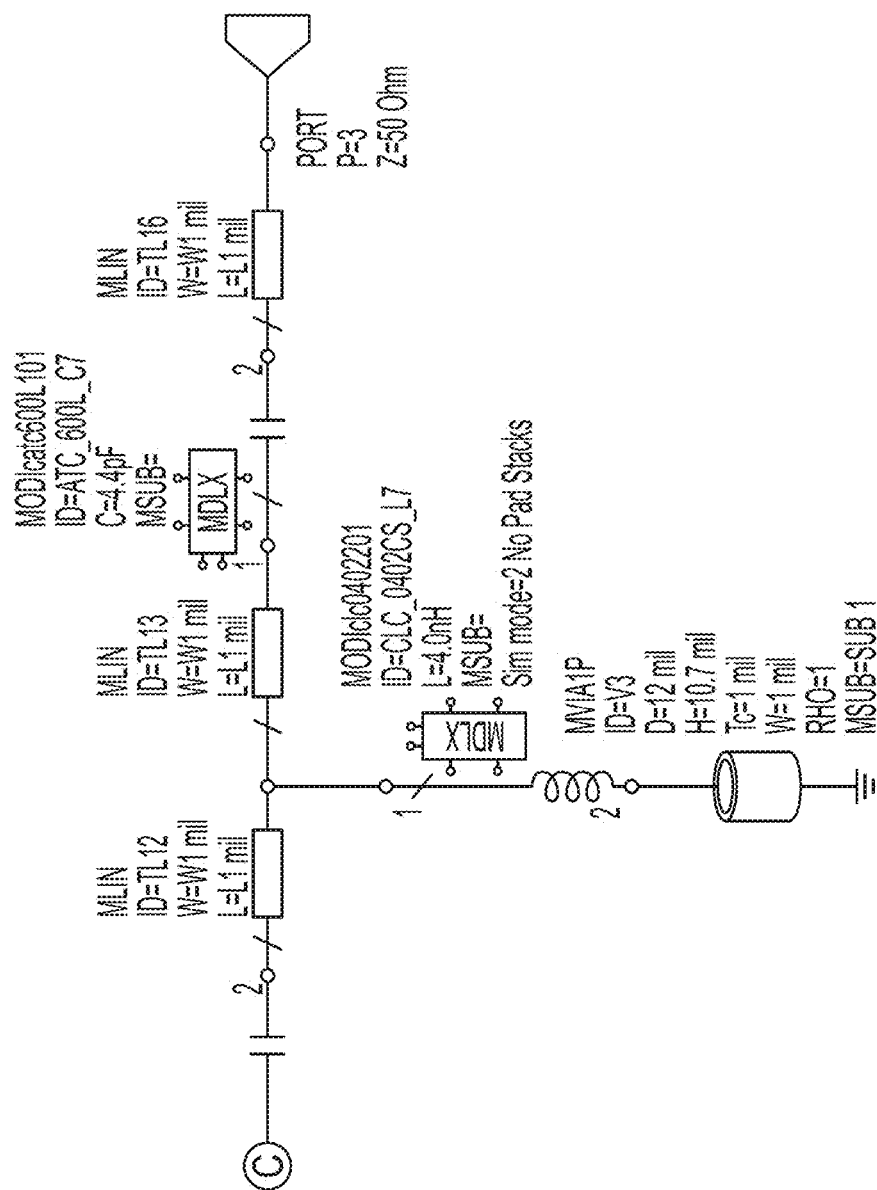 MODIcatc600L101
ID=ATC_600L_C7
C=4.4pF
MSUB=
MDLX
MLIN
ID=TL12
W=W1 mil
L=L1 mil
MLIN
ID=TL13
W=W1 mil
L=L1 mil
MLIN
ID=TL16
W=W1 mil
L=L1 mil
C
2
2
PORT
P=3
Z=50 Ohm
1
MODIclc0402201
ID=CLC_0402CS_L7
L=4.0nH
MSUB=
Sim mode=2 No Pad Stacks
MDLX
2
MVIA1P
ID=V3
D=12 mil
H=10.7 mil
Tc=1 mil
W=1 mil
RHO=1
MSUB=SUB 1